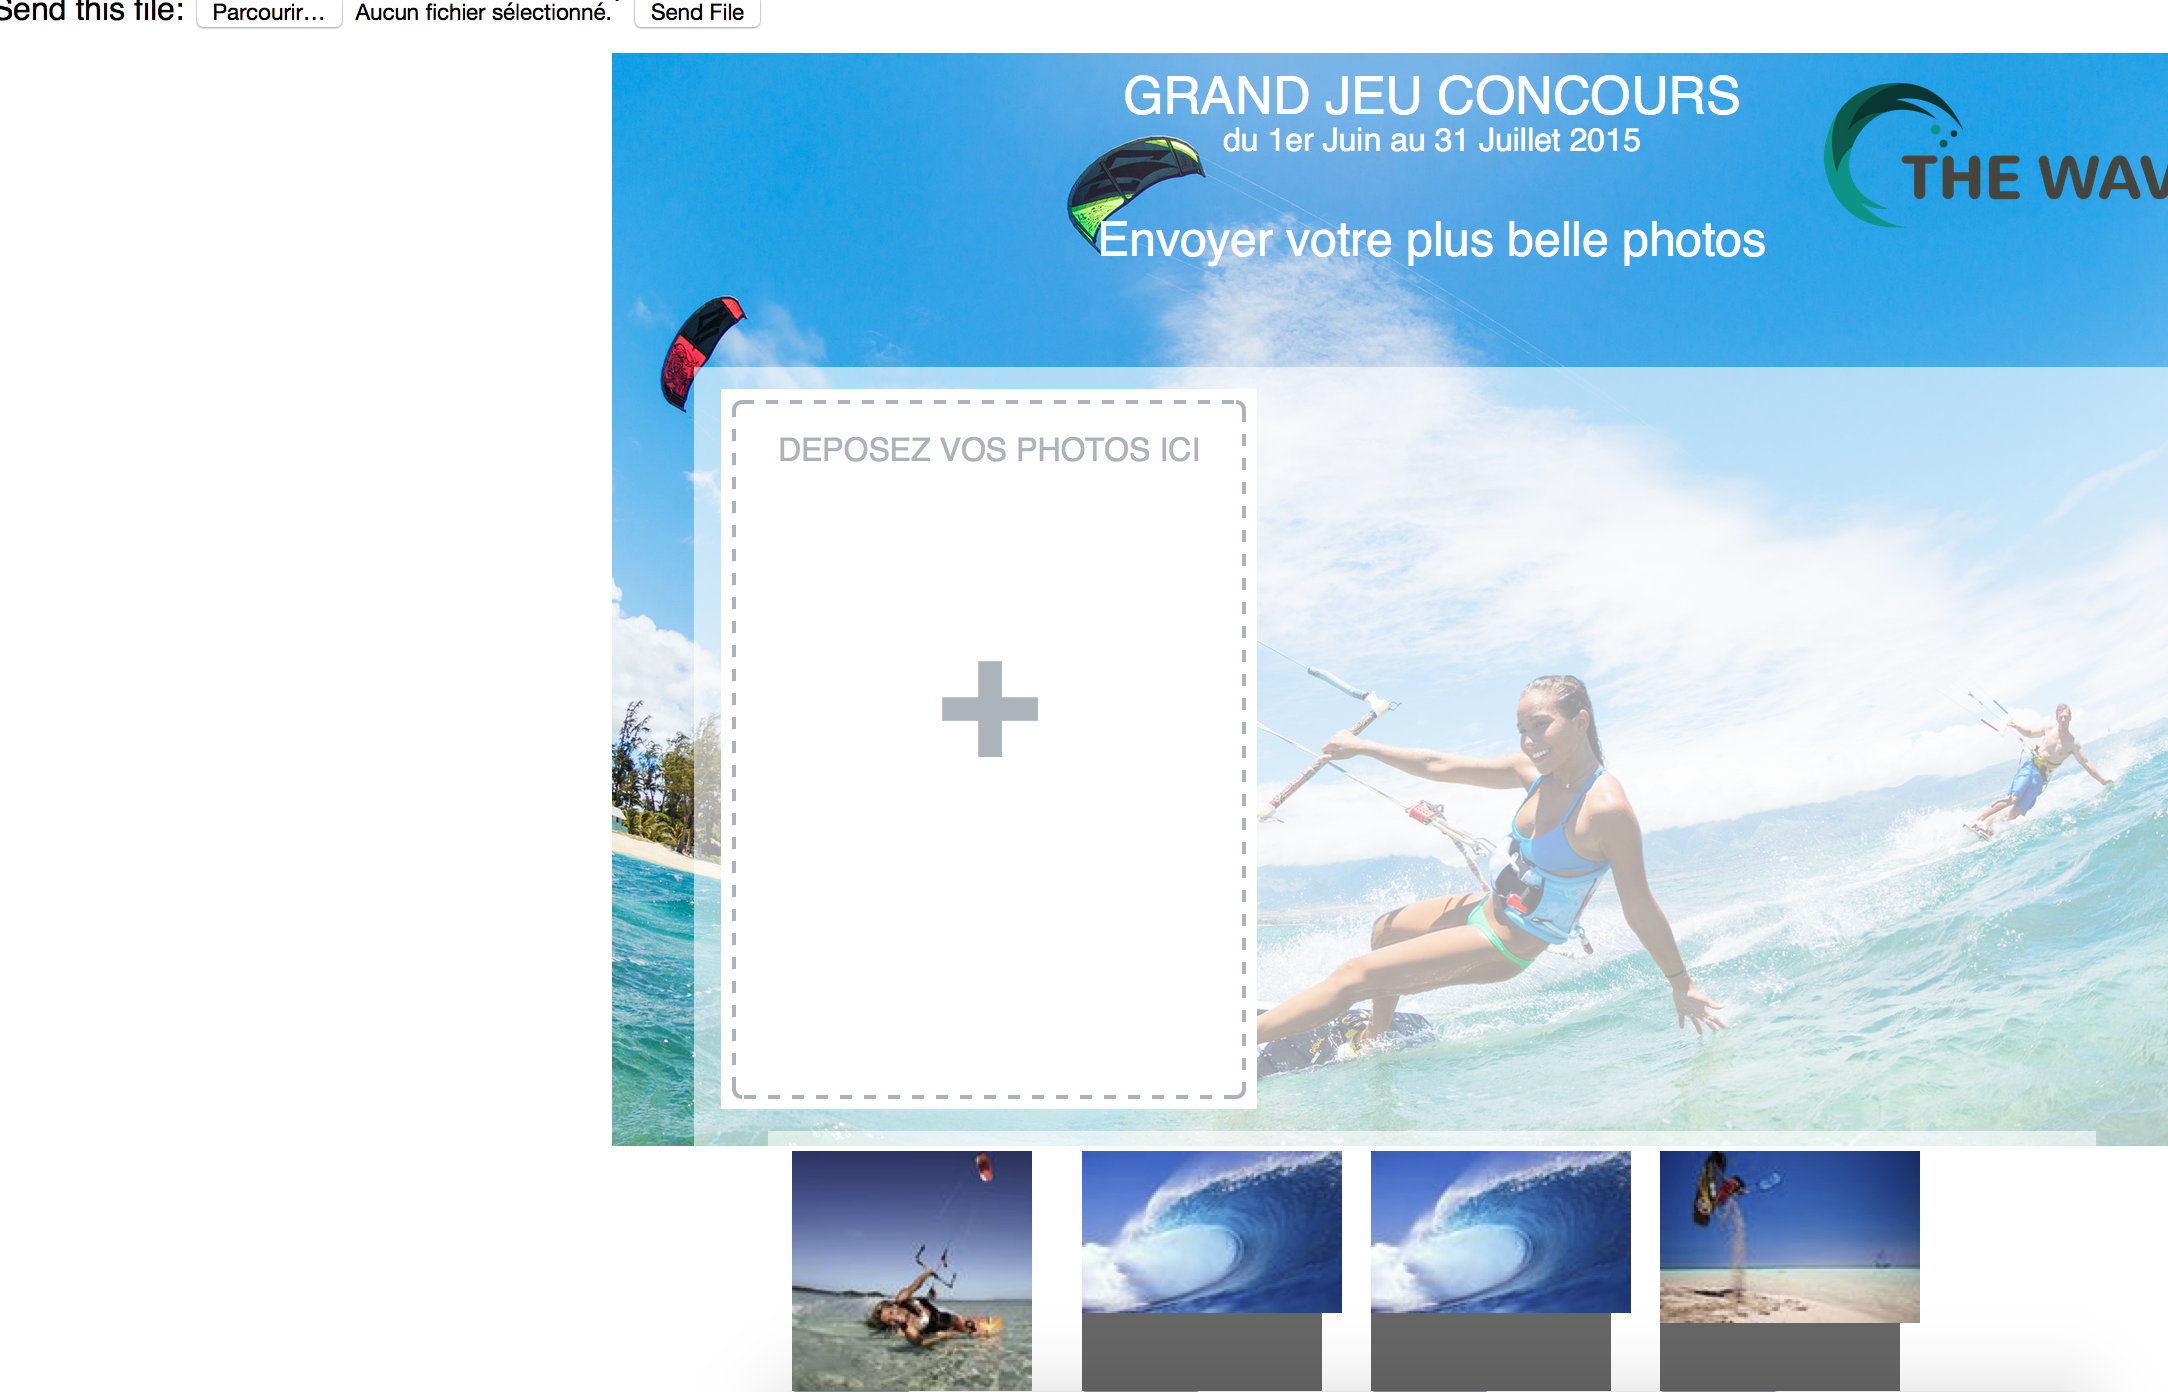 Send this file: Parcourir... Aucun fichier sélectionné. Send File
GRAND JEU CONCOURS
du 1er Juin au 31 Juillet 2015
THE WAV
Envoyer votre plus belle photos
DEPOSEZ VOS PHOTOS ICI